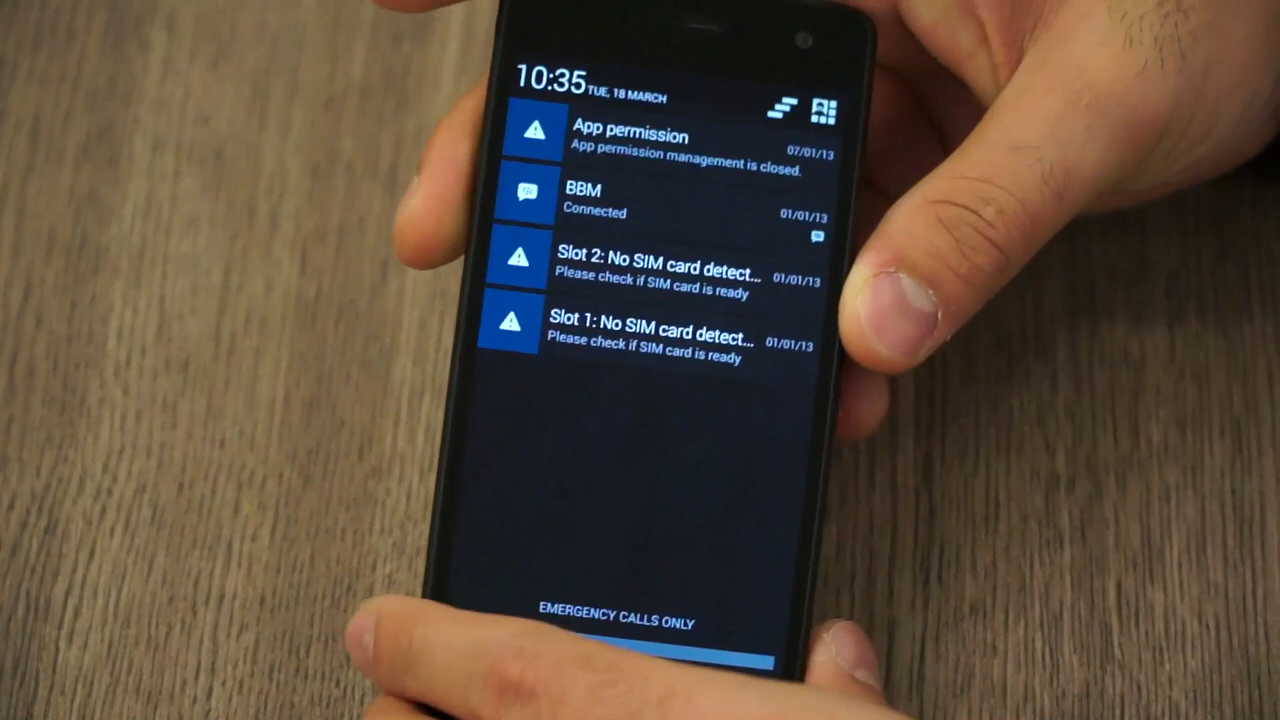 10:35 TUE, 18 MARCH
App permission
07/01/13
App permission management is closed.
BBM
Connected
01/01/13
Slot 2: No SIM card detect...
01/01/13
Please check if SIM card is ready
Slot 1: No SIM card detect...
01/01/13
Please check if SIM card is ready
EMERGENCY CALLS ONLY